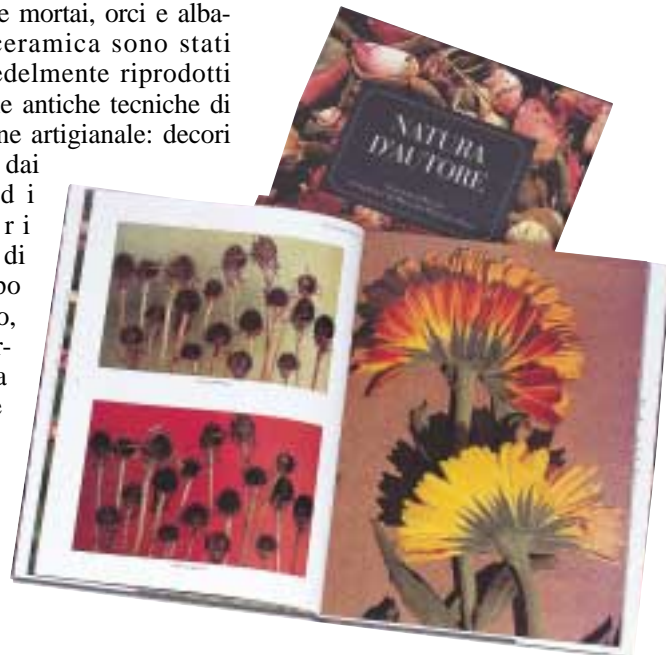 e mortai, orci e alba-
ceramica sono stati
edelmente riprodotti
e antiche tecniche di
ne artigianale: decori
dai
d i
r i
di
po
o,
r-
a
e
NATURA
D'AUTORE